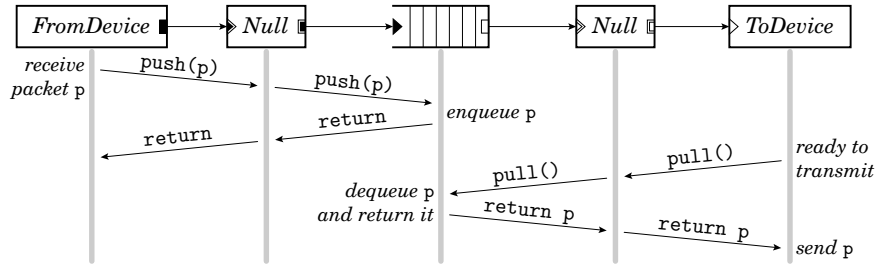 FromDevice Null Null ToDevice
receive
packet p
push(p)
push(p)
enqueue p
return
return
ready to
transmit
pull()
pull()
dequeue p
and return it
return p
return p
send p